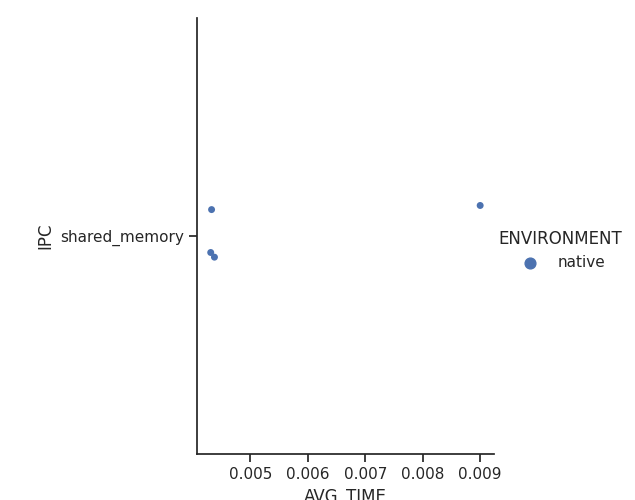 IPC
shared_memory
ENVIRONMENT
native
0.005 0.006 0.007 0.008 0.009
AVG_TIME